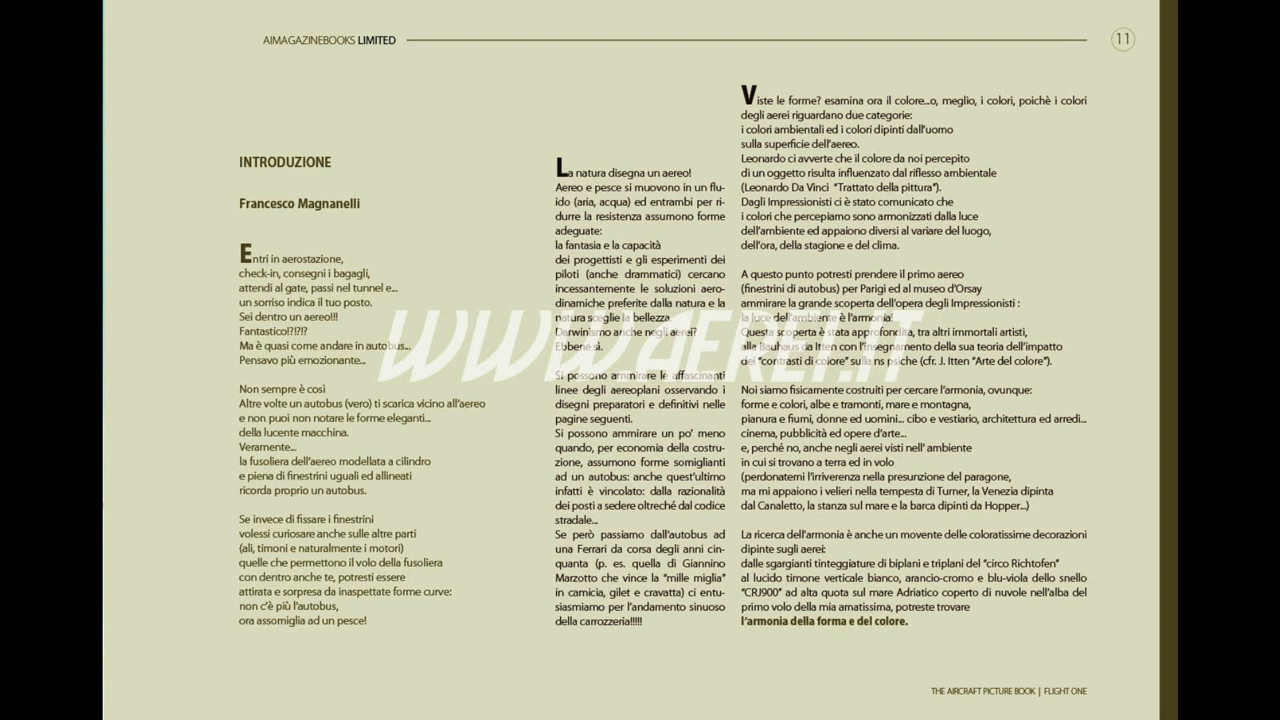 AIMAGAZINEBOOKS LIMITED
11
INTRODUZIONE
Francesco Magnanelli
Entri in aerostazione,
check-in, consegni i bagagli,
attendi al gate, passi nel tunnel e...
un sorriso indica il tuo posto.
Sei dentro un aereo!!!
Fantastico!?!?!?
Ma è quasi come andare in autobus...
Pensavo più emozionante...
Non sempre è così
Altre volte un autobus (vero) ti scarica vicino all'aereo
e non puoi non notare le forme eleganti...
della lucente macchina.
Veramente...
la fusoliera dell'aereo modellata a cilindro
e piena di finestrini uguali ed allineati
ricorda proprio un autobus.
Se invece di fissare i finestrini
volessi curiosare anche sulle altre parti
(ali, timoni e naturalmente i motori)
quelle che permettono il volo della fusoliera
con dentro anche te, potresti essere
attirata e sorpresa da inaspettate forme curve:
non c'è più l'autobus,
ora assomiglia ad un pesce!
La natura disegna un aereo!
Aereo e pesce si muovono in un flu-
ido (aria, acqua) ed entrambi per ri-
durre la resistenza assumono forme
adeguate:
la fantasia e la capacità
dei progettisti e gli esperimenti dei
piloti (anche drammatici) cercano
incessantemente le soluzioni aero-
dinamiche preferite dalla natura e la
natura sceglie la bellezza.
Darwinismo anche negli aerei?
Ebbene sì.
Si possono ammirare le affascinanti
linee degli aereoplani osservando i
disegni preparatori e definitivi nelle
pagine seguenti.
Si possono ammirare un po' meno
quando, per economia della costru-
zione, assumono forme somiglianti
ad un autobus: anche quest'ultimo
infatti è vincolato: dalla razionalità
dei posti a sedere oltreché dal codice
stradale...
Se però passiamo dall'autobus ad
una Ferrari da corsa degli anni cin-
quanta (p. es. quella di Giannino
Marzotto che vince la "mille miglia"
in camicia, gilet e cravatta) ci entu-
siasmiamo per l'andamento sinuoso
della carrozzeria!!!!!
Viste le forme? esamina ora il colore...o, meglio, i colori, poichè i colori
degli aerei riguardano due categorie:
i colori ambientali ed i colori dipinti dall'uomo
sulla superficie dell'aereo.
Leonardo ci avverte che il colore da noi percepito
di un oggetto risulta influenzato dal riflesso ambientale
(Leonardo Da Vinci "Trattato della pittura").
Dagli Impressionisti ci è stato comunicato che
i colori che percepiamo sono armonizzati dalla luce
dell'ambiente ed appaiono diversi al variare del luogo,
dell'ora, della stagione e del clima.
A questo punto potresti prendere il primo aereo
(finestrini di autobus) per Parigi ed al museo d'Orsay
ammirare la grande scoperta dell'opera degli Impressionisti :
la luce dell'ambiente è l'armonia!
Questa scoperta è stata approfondita, tra altri immortali artisti,
alla Bauhaus da Itten con l'insegnamento della sua teoria dell'impatto
dei "contrasti di colore" sulla ns psiche (cfr. J. Itten "Arte del colore").
Noi siamo fisicamente costruiti per cercare l'armonia, ovunque:
forme e colori, albe e tramonti, mare e montagna,
pianura e fiumi, donne ed uomini... cibo e vestiario, architettura ed arredi...
cinema, pubblicità ed opere d'arte...
e, perché no, anche negli aerei visti nell' ambiente
in cui si trovano a terra ed in volo
(perdonatemi l'irriverenza nella presunzione del paragone,
ma mi appaiono i velieri nella tempesta di Turner, la Venezia dipinta
dal Canaletto, la stanza sul mare e la barca dipinti da Hopper...)
La ricerca dell'armonia è anche un movente delle coloratissime decorazioni
dipinte sugli aerei:
dalle sgargianti tinteggiature di biplani e triplani del "circo Richtofen"
al lucido timone verticale bianco, arancio-cromo e blu-viola dello snello
"CRJ900" ad alta quota sul mare Adriatico coperto di nuvole nell'alba del
primo volo della mia amatissima, potreste trovare
l'armonia della forma e del colore.
WWW.AEREI.IT
THE AIRCRAFT PICTURE BOOK | FLIGHT ONE